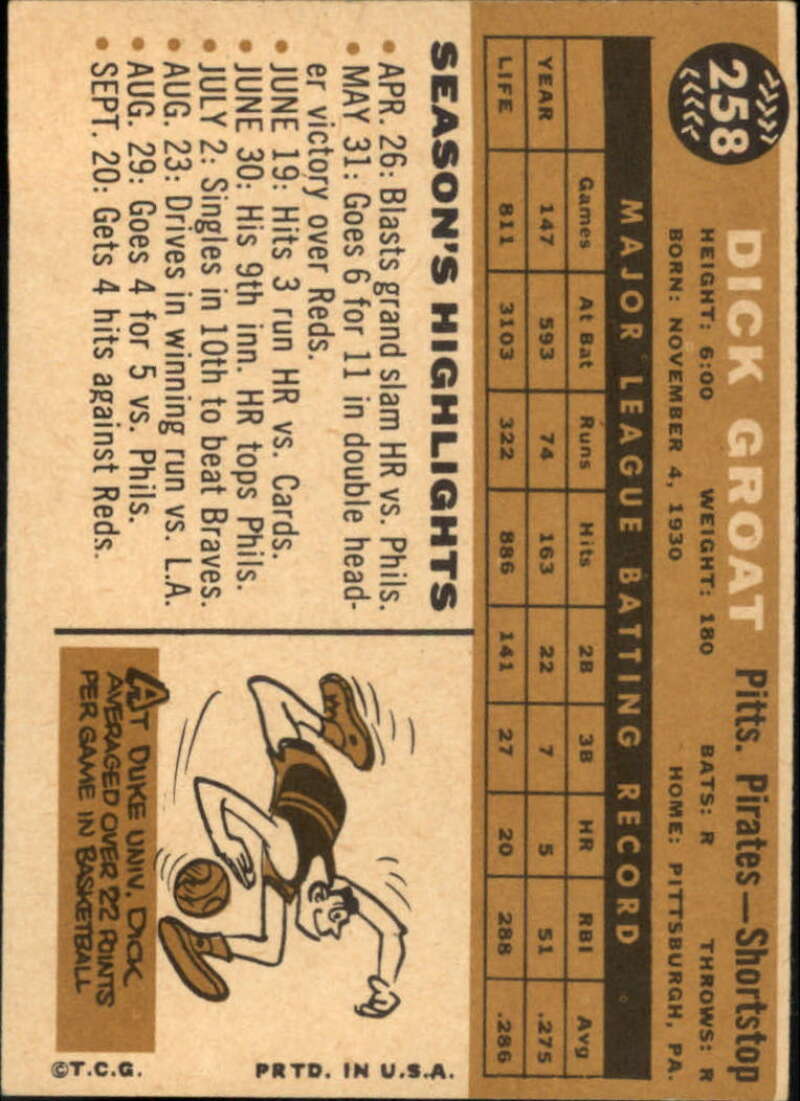 258
DICK GROAT Pitts. Pirates—Shortstop
HEIGHT: 6:00 WEIGHT: 180 BATS: R THROWS: R
BORN: NOVEMBER 4, 1930 HOME: PITTSBURGH, PA.
MAJOR LEAGUE BATTING RECORD
Games At Bat Runs Hits 2B 3B HR RBI Avg
YEAR 147 593 74 163 22 7 5 51 .275
LIFE 811 3103 322 886 141 27 20 288 .286
SEASON'S HIGHLIGHTS
• APR. 26: Blasts grand slam HR vs. Phils.
• MAY 31: Goes 6 for 11 in double head-
er victory over Reds.
• JUNE 19: Hits 3 run HR vs. Cards.
• JUNE 30: His 9th inn. HR tops Phils.
• JULY 2: Singles in 10th to beat Braves.
• AUG. 23: Drives in winning run vs. L.A.
• AUG. 29: Goes 4 for 5 vs. Phils.
• SEPT. 20: Gets 4 hits against Reds.
AT DUKE UNIV. DICK
AVERAGED OVER 22 POINTS
PER GAME IN BASKETBALL
©T.C.G. PRTD. IN U.S.A.